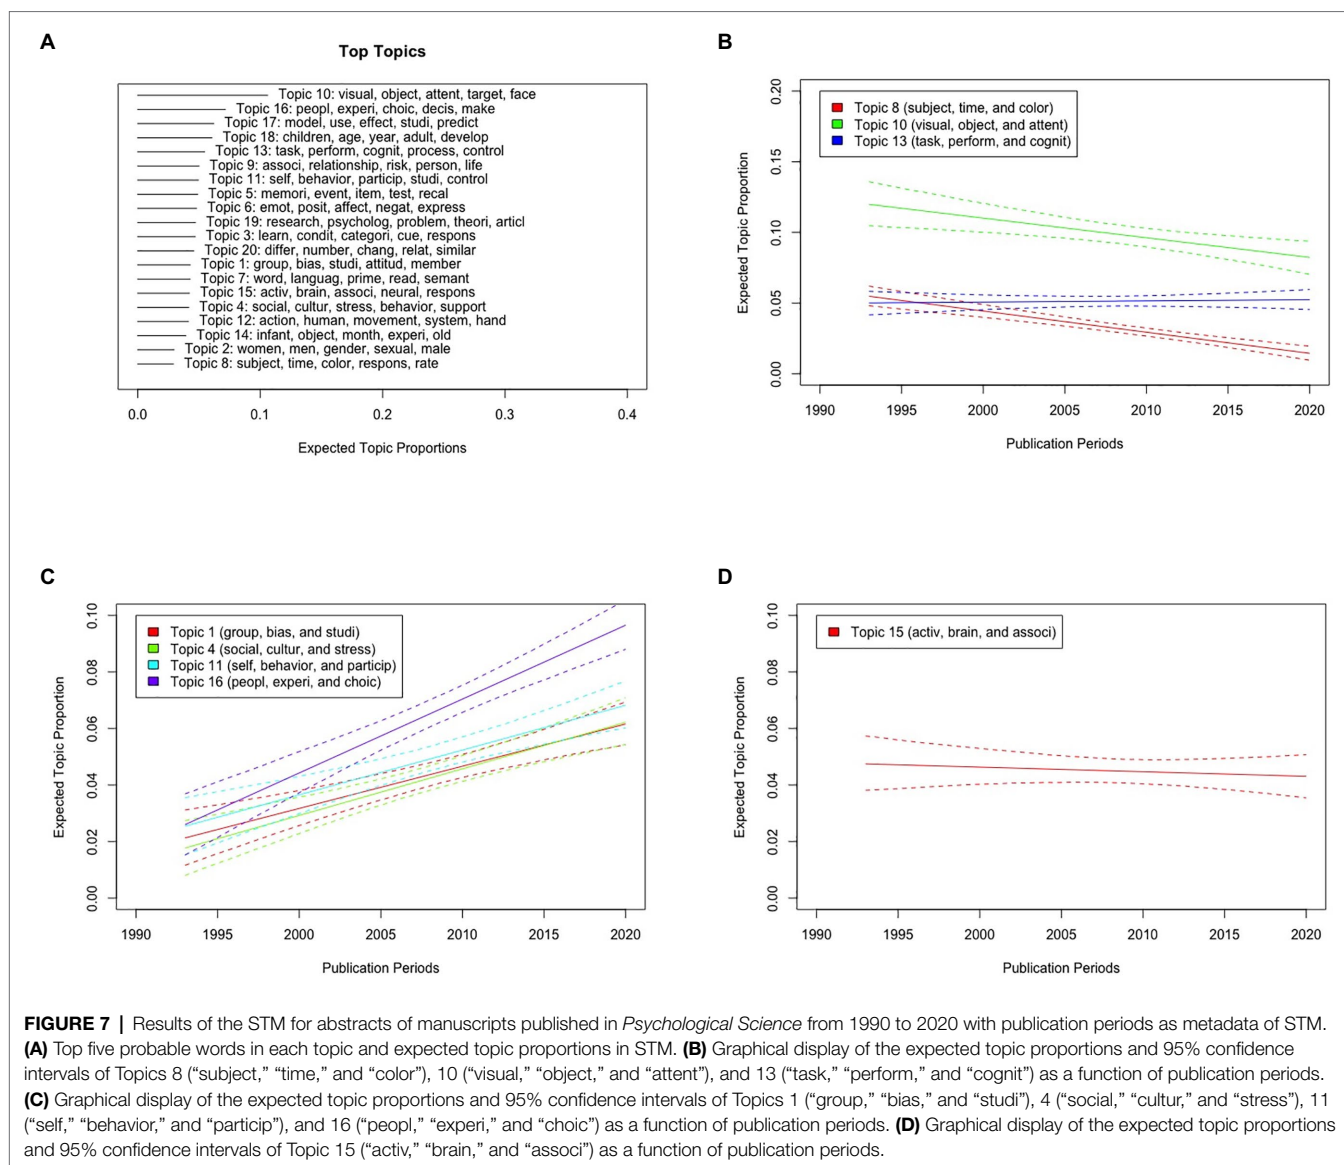 A
Top Topics
Topic 10: visual, object, attent, target, face
Topic 16: peopl, experi, choic, decis, make
Topic 17: model, use, effect, studi, predict
Topic 18: children, age, year, adult, develop
Topic 13: task, perform, cognit, process, control
Topic 9: associ, relationship, risk, person, life
Topic 11: self, behavior, particip, studi, control
Topic 5: memori, event, item, test, recal
Topic 6: emot, posit, affect, negat, express
Topic 19: research, psycholog, problem, theori, articl
Topic 3: learn, condit, categori, cue, respons
Topic 20: differ, number, chang, relat, similar
Topic 1: group, bias, studi, attitud, member
Topic 7: word, languag, prime, read, semant
Topic 15: activ, brain, associ, neural, respons
Topic 4: social, cultur, stress, behavior, support
Topic 12: action, human, movement, system, hand
Topic 14: infant, object, month, experi, old
Topic 2: women, men, gender, sexual, male
Topic 8: subject, time, color, respons, rate
0.0 0.1 0.2 0.3 0.4
Expected Topic Proportions
B
Topic 8 (subject, time, and color)
Topic 10 (visual, object, and attent)
Topic 13 (task, perform, and cognit)
Expected Topic Proportion
0.20
0.15
0.10
0.05
0.00
1990 1995 2000 2005 2010 2015 2020
Publication Periods
C
Topic 1 (group, bias, and studi)
Topic 4 (social, cultur, and stress)
Topic 11 (self, behavior, and particip)
Topic 16 (peopl, experi, and choic)
Expected Topic Proportion
0.10
0.08
0.06
0.04
0.02
0.00
1990 1995 2000 2005 2010 2015 2020
Publication Periods
D
Topic 15 (activ, brain, and associ)
Expected Topic Proportion
0.10
0.08
0.06
0.04
0.02
0.00
1990 1995 2000 2005 2010 2015 2020
Publication Periods
FIGURE 7 | Results of the STM for abstracts of manuscripts published in Psychological Science from 1990 to 2020 with publication periods as metadata of STM.
(A) Top five probable words in each topic and expected topic proportions in STM. (B) Graphical display of the expected topic proportions and 95% confidence
intervals of Topics 8 (“subject,” “time,” and “color”), 10 (“visual,” “object,” and “attent”), and 13 (“task,” “perform,” and “cognit”) as a function of publication periods.
(C) Graphical display of the expected topic proportions and 95% confidence intervals of Topics 1 (“group,” “bias,” and “studi”), 4 (“social,” “cultur,” and “stress”), 11
(“self,” “behavior,” and “particip”), and 16 (“peopl,” “experi,” and “choic”) as a function of publication periods. (D) Graphical display of the expected topic proportions
and 95% confidence intervals of Topic 15 (“activ,” “brain,” and “associ”) as a function of publication periods.